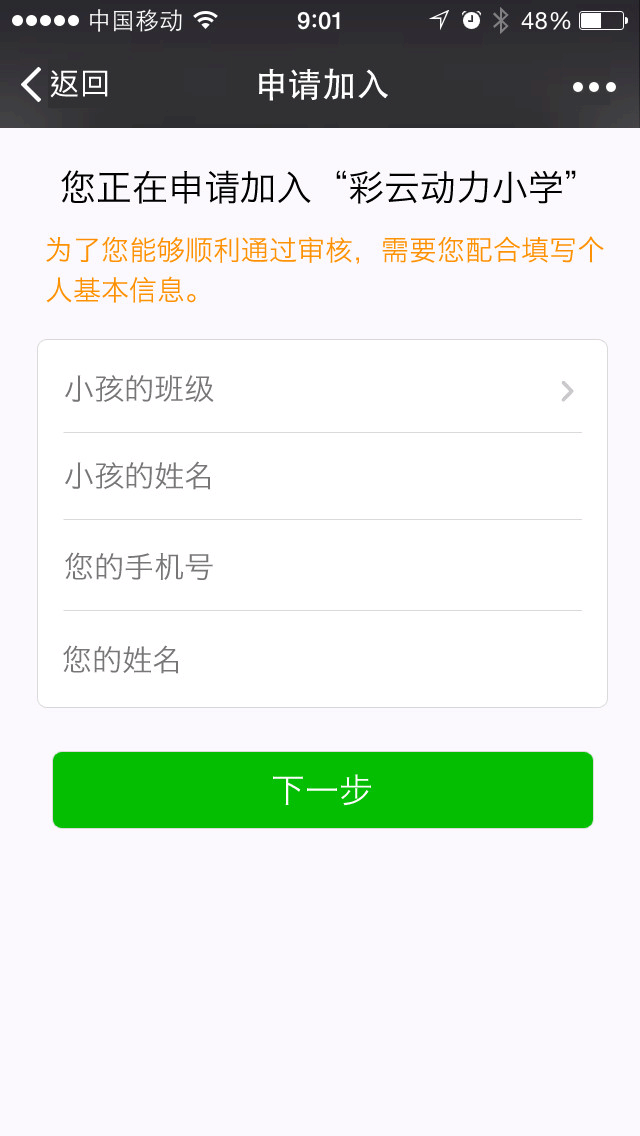 中国移动 9:01 48%
返回 申请加入
您正在申请加入“彩云动力小学”
为了您能够顺利通过审核,需要您配合填写个
人基本信息。
小孩的班级
小孩的姓名
您的手机号
您的姓名
下一步